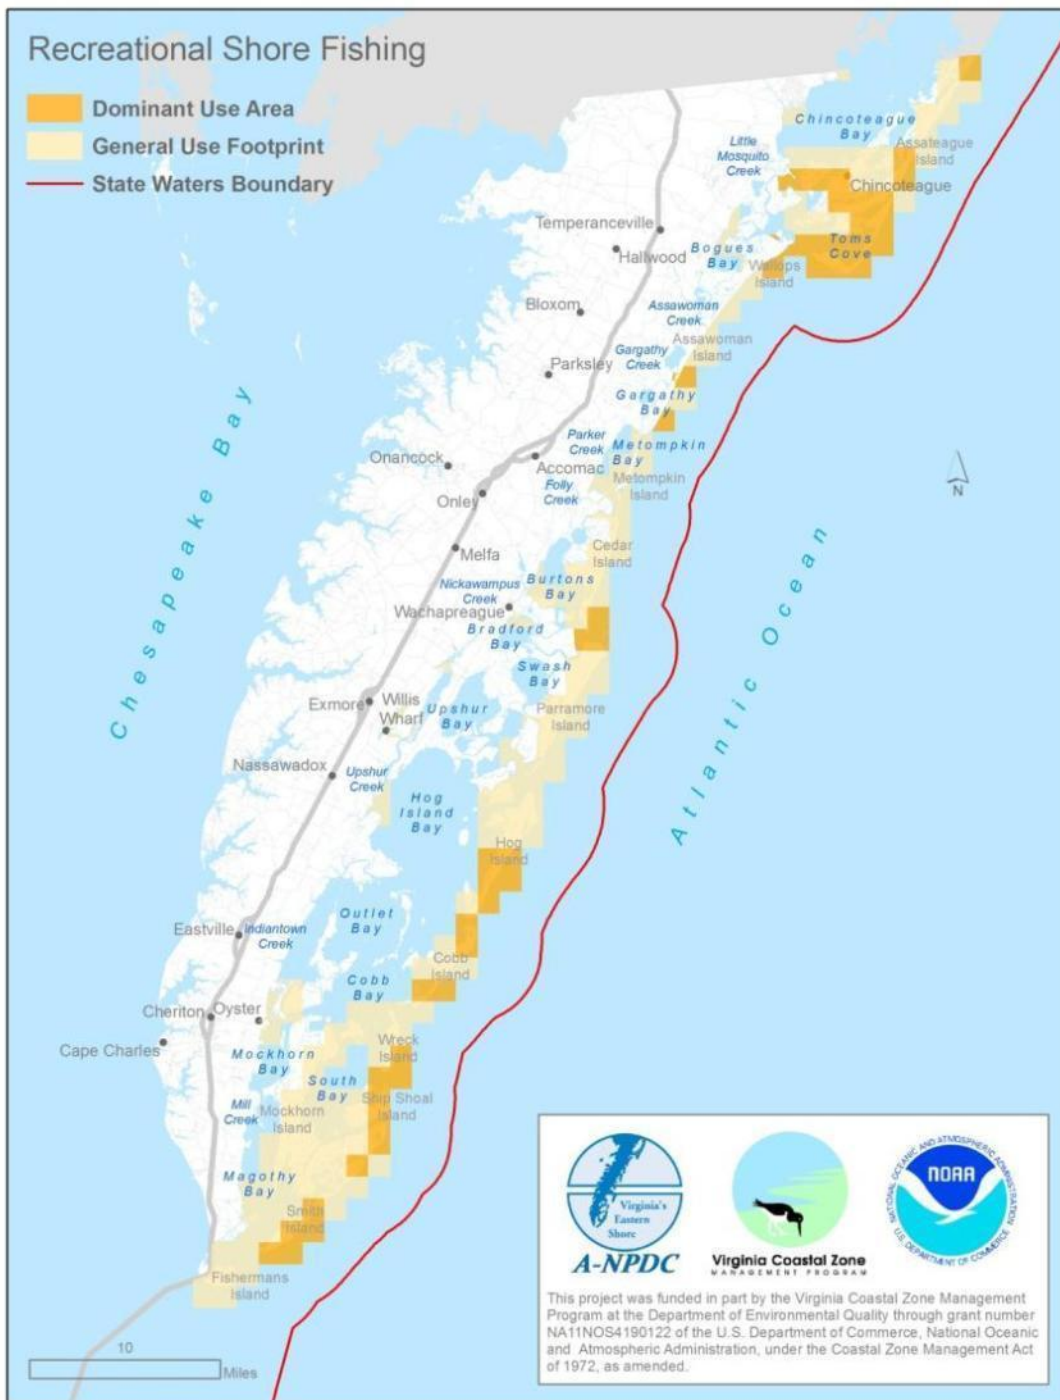 Recreational Shore Fishing
Dominant Use Area
General Use Footprint
State Waters Boundary
Chincoteague
Bay
Little
Mosquito
Creek
Assateague
Island
Chincoteague
Temperanceville
Hallwood
Bogues
Bay
Toms
Cove
Wallops
Island
Bloxom
Assawoman
Creek
Assawoman
Island
Gargathy
Creek
Parksley
Gargathy
Bay
Parker
Creek
Metompkin
Bay
Onancock
Accomac
Folly
Creek
Metompkin
Island
Onley
Chesapeake Bay
N
Atlantic Ocean
Melfa
Cedar
Island
Nickawampus
Creek
Burtons
Bay
Wachapreague
Bradford
Bay
Swash
Bay
Exmore
Willis
Wharf
Upshur
Bay
Parramore
Island
Nassawadox
Upshur
Creek
Hog
Island
Bay
Hog
Island
Outlet
Bay
Eastville
Indiantown
Creek
Cobb
Island
Cobb
Bay
Cheriton
Oyster
Cape Charles
Wreck
Island
Mockhorn
Bay
South
Bay
Ship Shoal
Island
Mill
Creek
Mockhorn
Island
Magothy
Bay
Smith
Island
Fishermans
Island
10
Miles
Virginia's
Eastern
Shore
A-NPDC
Virginia Coastal Zone
MANAGEMENT PROGRAM
NATIONAL OCEANIC AND ATMOSPHERIC ADMINISTRATION
NOAA
U.S. DEPARTMENT OF COMMERCE
This project was funded in part by the Virginia Coastal Zone Management
Program at the Department of Environmental Quality through grant number
NA11NOS4190122 of the U.S. Department of Commerce, National Oceanic
and Atmospheric Administration, under the Coastal Zone Management Act
of 1972, as amended.